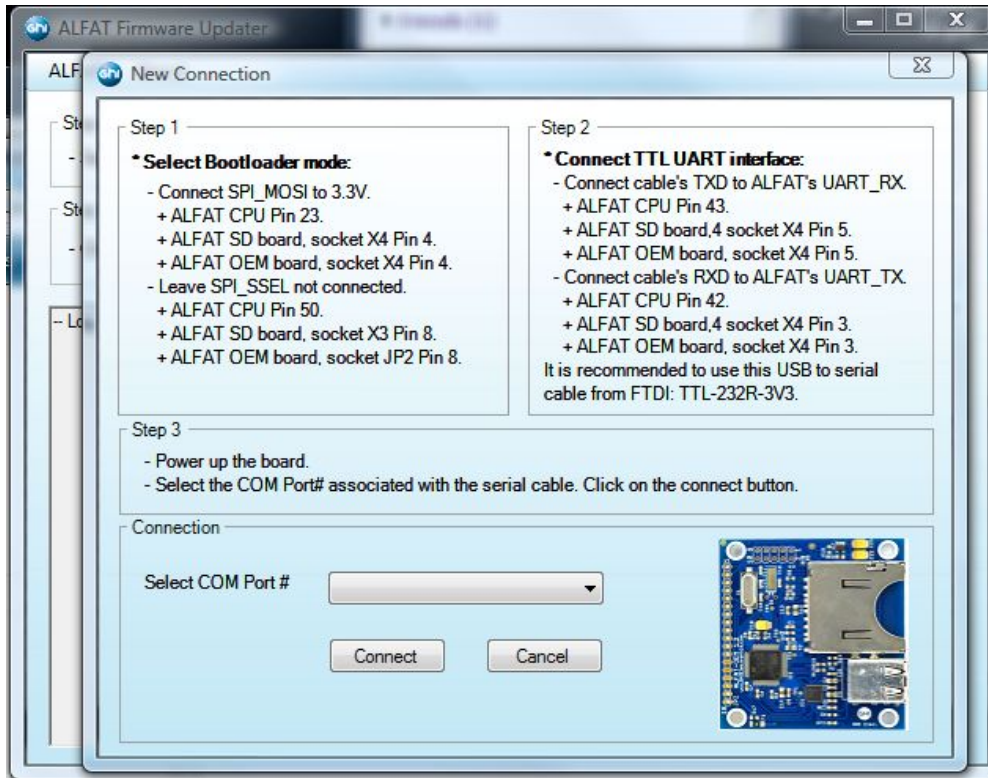 ALFAT Firmware Updater
ALF
New Connection
Step 1
* Select Bootloader mode:
- Connect SPI_MOSI to 3.3V.
+ ALFAT CPU Pin 23.
+ ALFAT SD board, socket X4 Pin 4.
+ ALFAT OEM board, socket X4 Pin 4.
- Leave SPI_SSEL not connected.
+ ALFAT CPU Pin 50.
+ ALFAT SD board, socket X3 Pin 8.
+ ALFAT OEM board, socket JP2 Pin 8.
Step 2
* Connect TTL UART interface:
- Connect cable's TXD to ALFAT's UART_RX.
+ ALFAT CPU Pin 43.
+ ALFAT SD board,4 socket X4 Pin 5.
+ ALFAT OEM board, socket X4 Pin 5.
- Connect cable's RXD to ALFAT's UART_TX.
+ ALFAT CPU Pin 42.
+ ALFAT SD board,4 socket X4 Pin 3.
+ ALFAT OEM board, socket X4 Pin 3.
It is recommended to use this USB to serial
cable from FTDI: TTL-232R-3V3.
Step 3
- Power up the board.
- Select the COM Port# associated with the serial cable. Click on the connect button.
Connection
Select COM Port #
Connect
Cancel